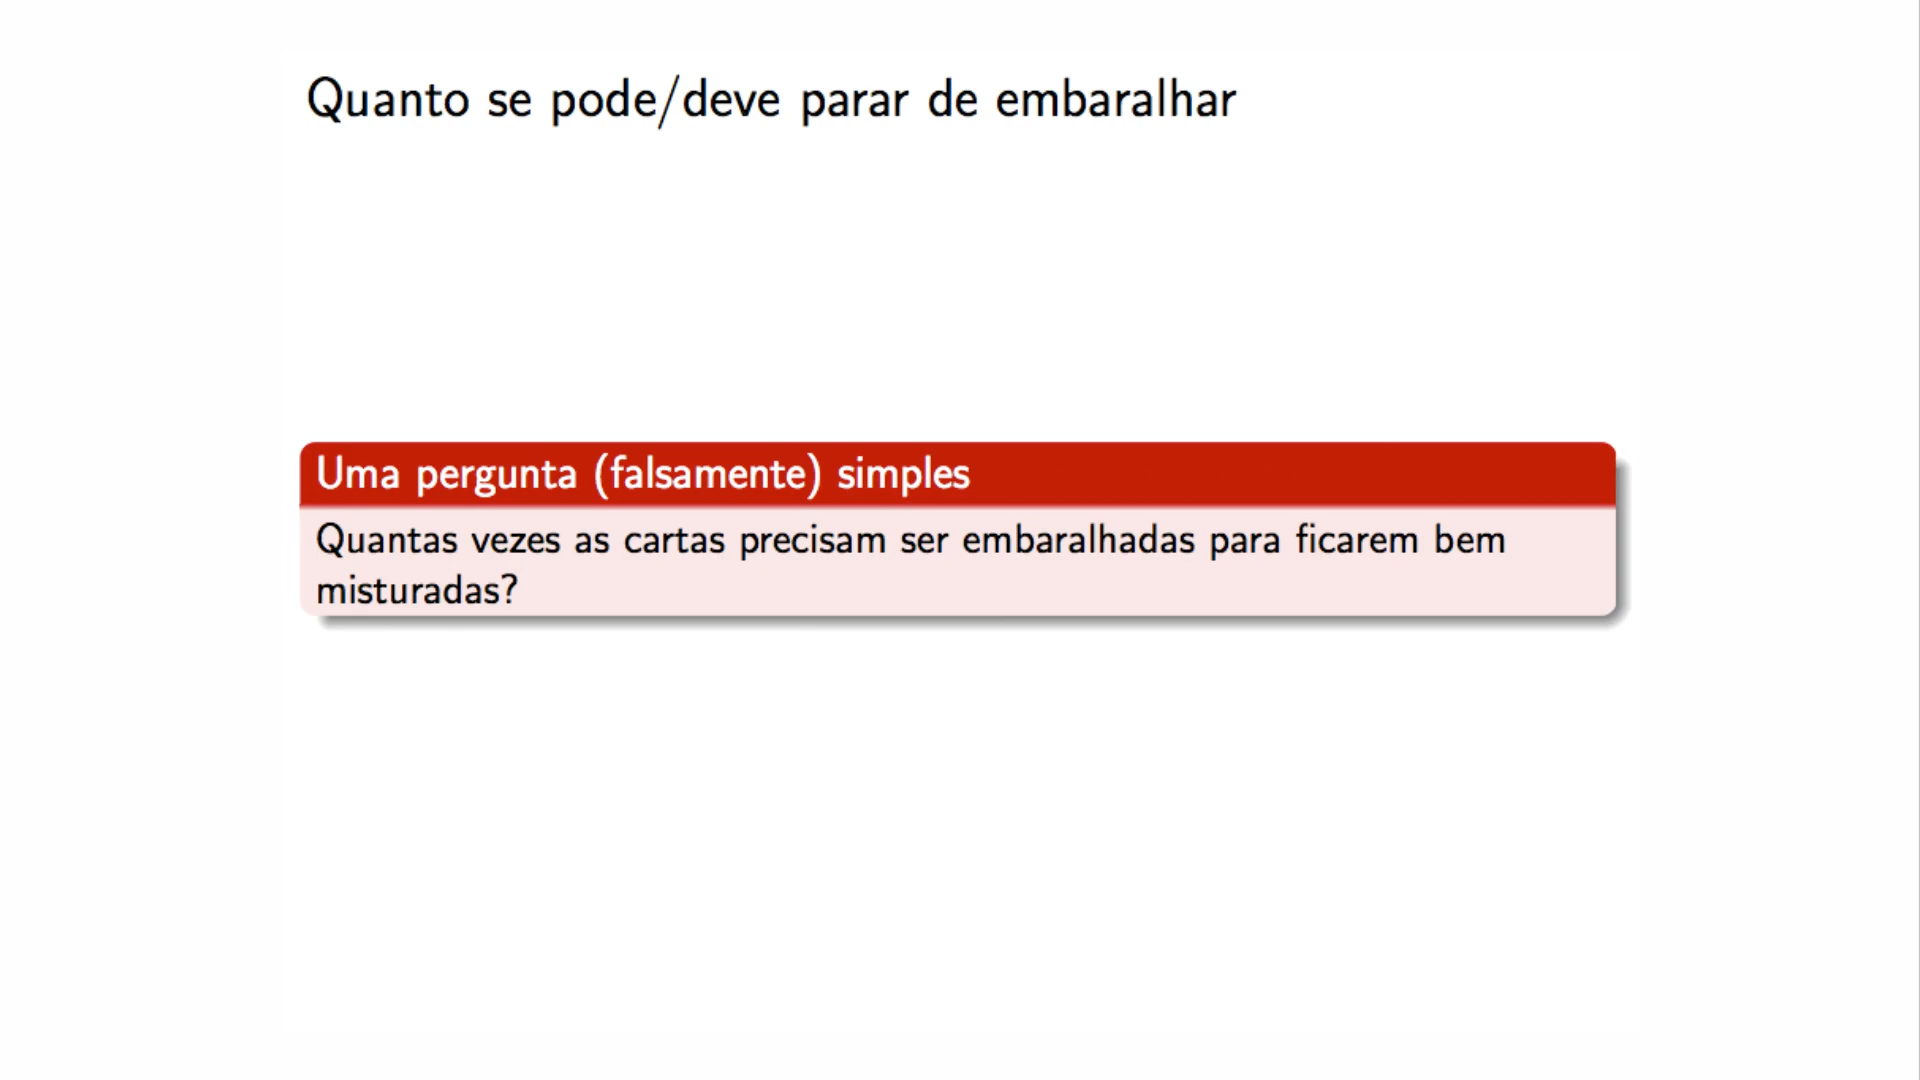 Quanto se pode/deve parar de embaralhar
Uma pergunta (falsamente) simples
Quantas vezes as cartas precisam ser embaralhadas para ficarem bem
misturadas?